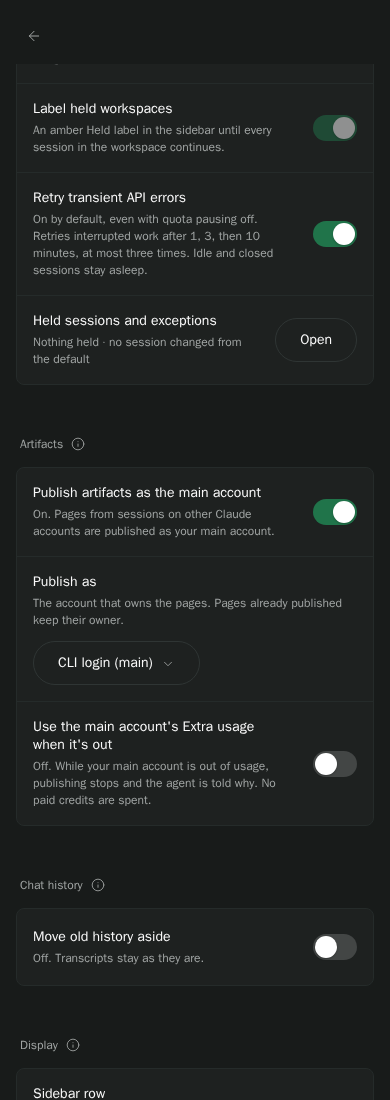 Label held workspaces
An amber Held label in the sidebar until every
session in the workspace continues.
Retry transient API errors
On by default, even with quota pausing off.
Retries interrupted work after 1, 3, then 10
minutes, at most three times. Idle and closed
sessions stay asleep.
Held sessions and exceptions
Nothing held · no session changed from
the default
Open
Artifacts
Publish artifacts as the main account
On. Pages from sessions on other Claude
accounts are published as your main account.
Publish as
The account that owns the pages. Pages already published
keep their owner.
CLI login (main)
Use the main account's Extra usage
when it's out
Off. While your main account is out of usage,
publishing stops and the agent is told why. No
paid credits are spent.
Chat history
Move old history aside
Off. Transcripts stay as they are.
Display
Sidebar row